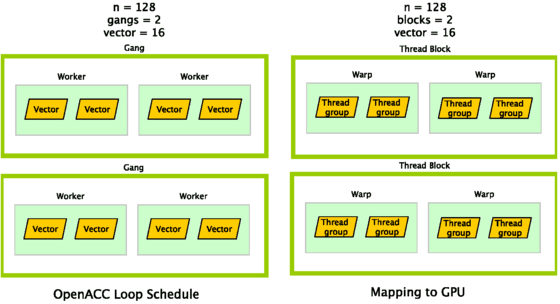 n = 128
gangs = 2
vector = 16
Gang
Worker
Worker
Vector
Vector
Vector
Vector
Gang
Worker
Worker
Vector
Vector
Vector
Vector
OpenACC Loop Schedule
n = 128
blocks = 2
vector = 16
Thread Block
Warp
Warp
Thread
group
Thread
group
Thread
group
Thread
group
Thread Block
Warp
Warp
Thread
group
Thread
group
Thread
group
Thread
group
Mapping to GPU